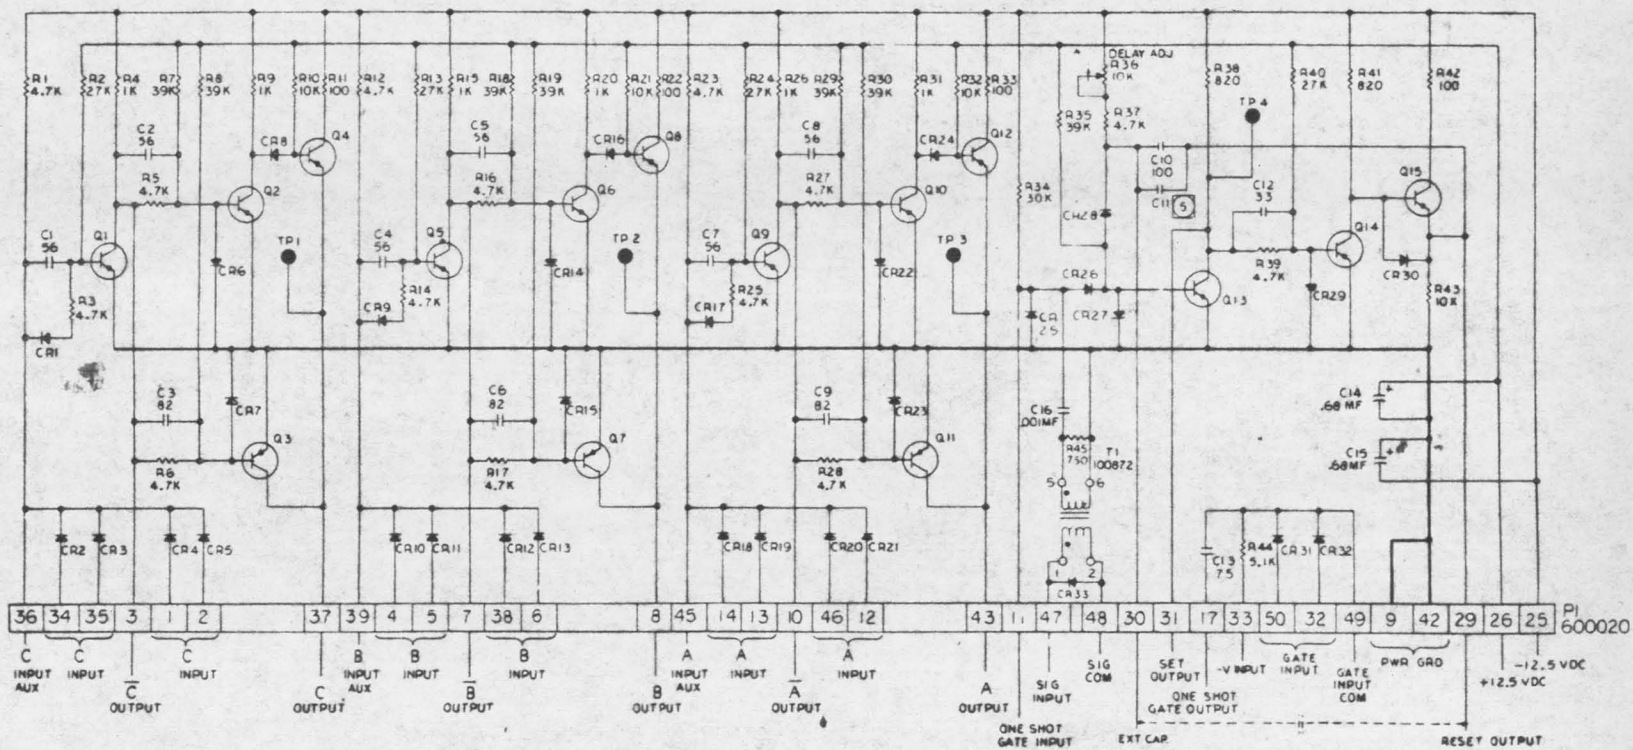 R1 4.7K
R2 27K
R4 1K
R7 39K
R8 39K
R9 1K
R10 10K
R11 100
R12 4.7K
R13 27K
R15 1K
R18 39K
R19 39K
R20 1K
R21 10K
R22 100
R23 4.7K
R24 27K
R26 1K
R29 39K
R30 39K
R31 1K
R32 10K
R33 100
DELAY ADJ
R36 10K
R35 39K
R37 4.7K
R38 820
TP4
R40 27K
R41 820
R42 100
C2 56
CR8
Q4
C5 56
CR16
Q8
C8 56
CR24
Q12
R5 4.7K
Q2
R16 4.7K
Q6
R27 4.7K
Q10
R34 30K
C10 100
C11
5
C12 33
Q15
CR28
C1 56
Q1
TP1
CR6
C4 56
Q5
TP2
CR14
C7 56
Q9
TP3
CR22
R39 4.7K
Q14
CR30
R3 4.7K
CR1
R14 4.7K
CR9
R25 4.7K
CR17
CR26
CR 25
CR27
Q13
CR29
R43 10K
C3 82
CR7
Q3
R6 4.7K
C6 82
CR15
Q7
R17 4.7K
C9 82
CR23
Q11
R28 4.7K
C16 .001MF
R45 750
T1 100872
5
6
C14 .68 MF
+
C15 .68MF
+
CR2
CR3
CR4
CR5
CR10
CR11
CR12
CR13
CR18
CR19
CR20
CR21
1
2
CR33
C13 75
R44 5.1K
CR31
CR32
36 34 35 3 1 2 37 39 4 5 7 38 6 8 45 14 13 10 46 12 43 11 47 48 30 31 17 33 50 32 49 9 42 29 26 25
P1
600020
C INPUT AUX
C INPUT
C̅ OUTPUT
C INPUT
C OUTPUT
B INPUT AUX
B INPUT
B̅ OUTPUT
B INPUT
B OUTPUT
A INPUT AUX
A INPUT
A̅ OUTPUT
A INPUT
A OUTPUT
ONE SHOT GATE INPUT
SIG INPUT
SIG COM
EXT CAP
SET OUTPUT
ONE SHOT GATE OUTPUT
-V INPUT
GATE INPUT
GATE INPUT COM
PWR GRD
RESET OUTPUT
+12.5 VDC
-12.5 VDC